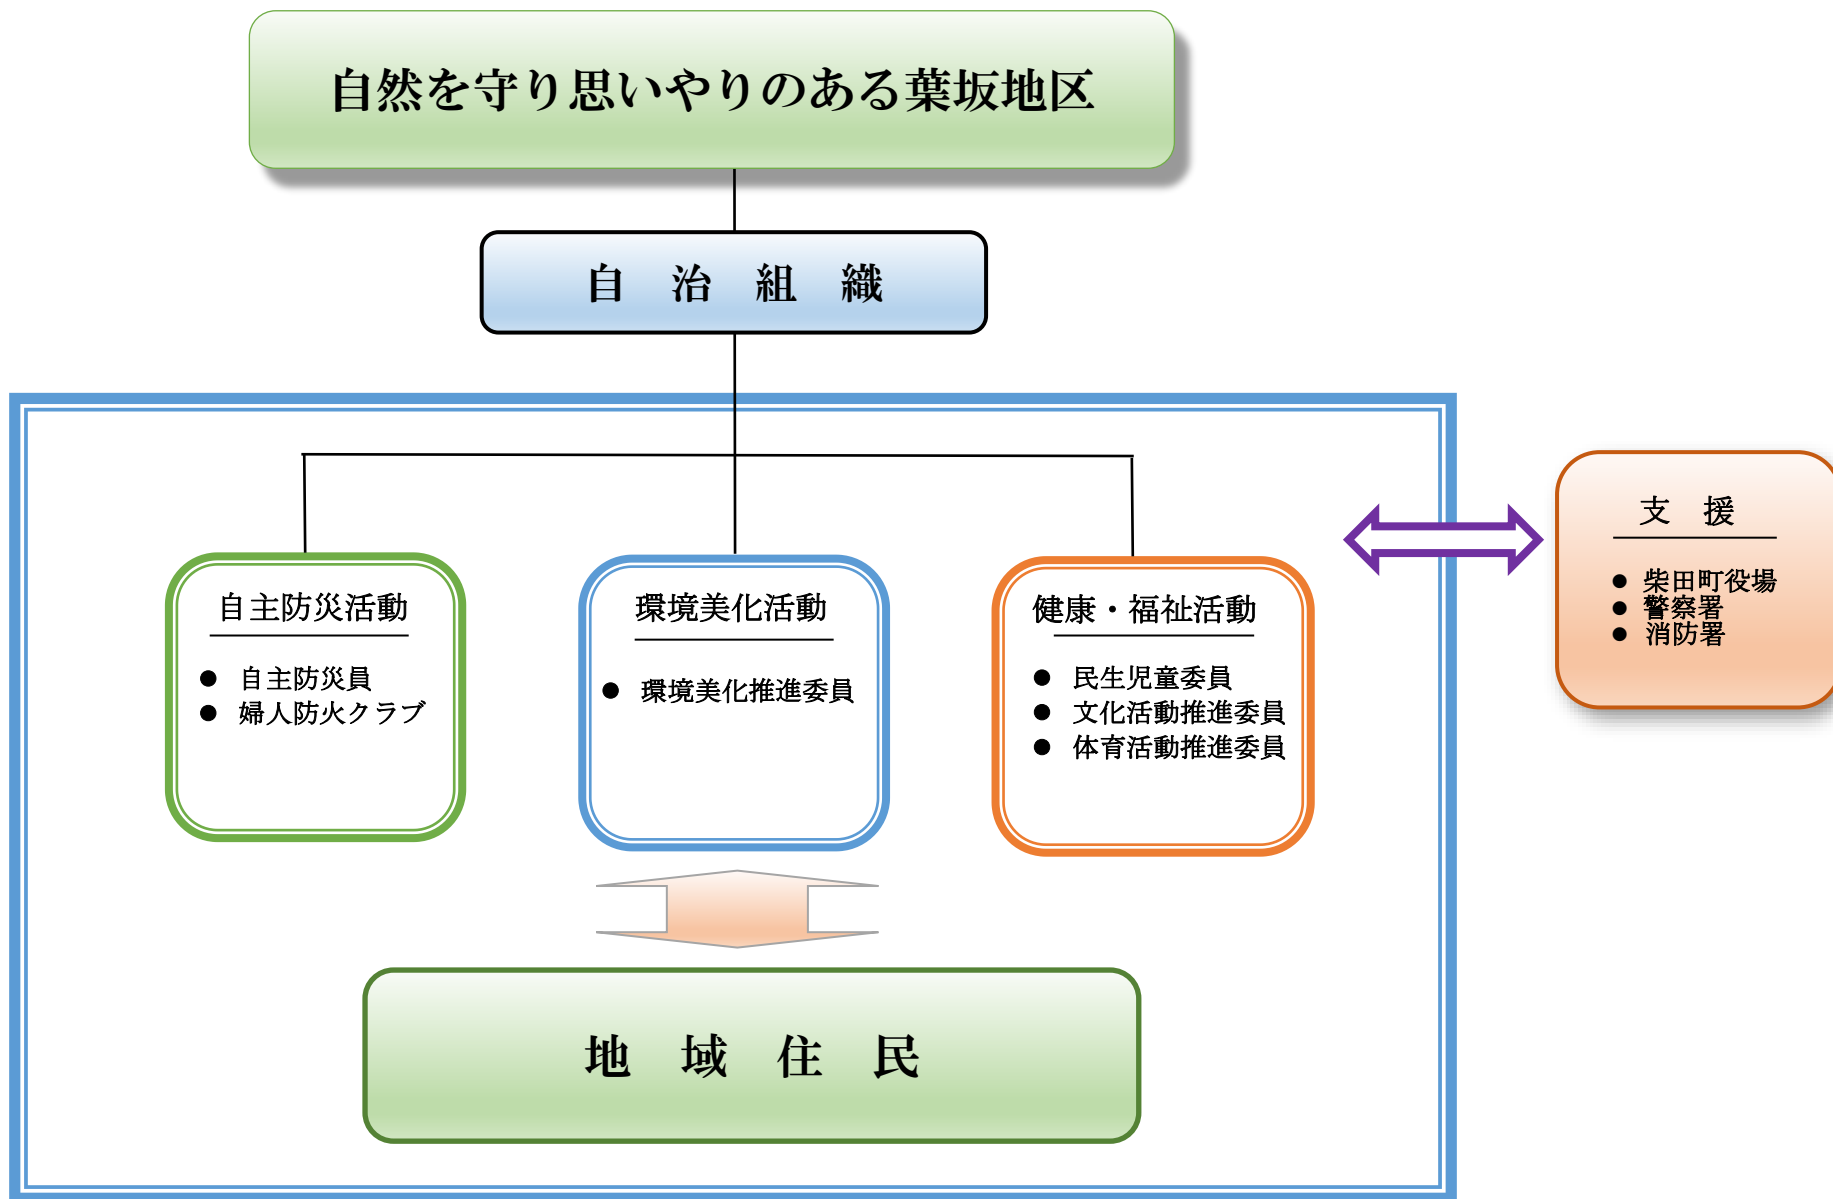 自然を守り思いやりのある葉坂地区
自　治　組　織
自主防災活動
● 自主防災員
● 婦人防火クラブ
環境美化活動
● 環境美化推進委員
健康・福祉活動
● 民生児童委員
● 文化活動推進委員
● 体育活動推進委員
支　援
● 柴田町役場
● 警察署
● 消防署
地　域　住　民